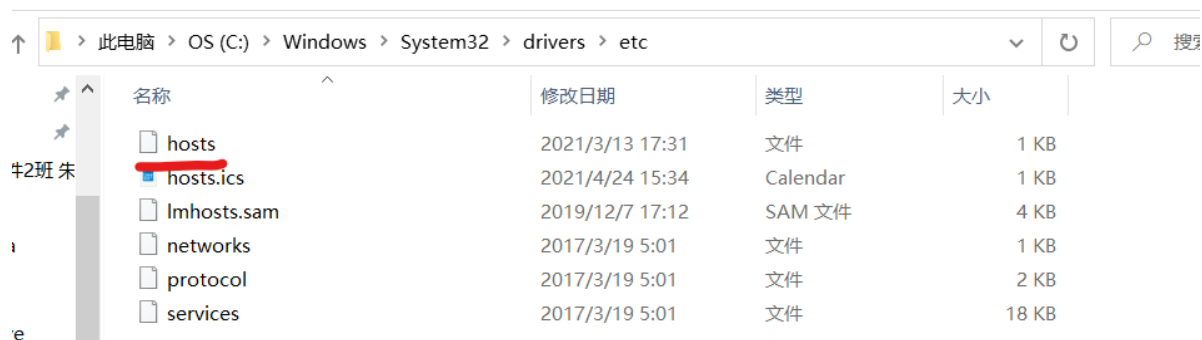 此电脑 > OS (C:) > Windows > System32 > drivers > etc
搜索
名称 修改日期 类型 大小
hosts 2021/3/13 17:31 文件 1 KB
件2班 朱
hosts.ics 2021/4/24 15:34 Calendar 1 KB
lmhosts.sam 2019/12/7 17:12 SAM 文件 4 KB
networks 2017/3/19 5:01 文件 1 KB
protocol 2017/3/19 5:01 文件 2 KB
services 2017/3/19 5:01 文件 18 KB